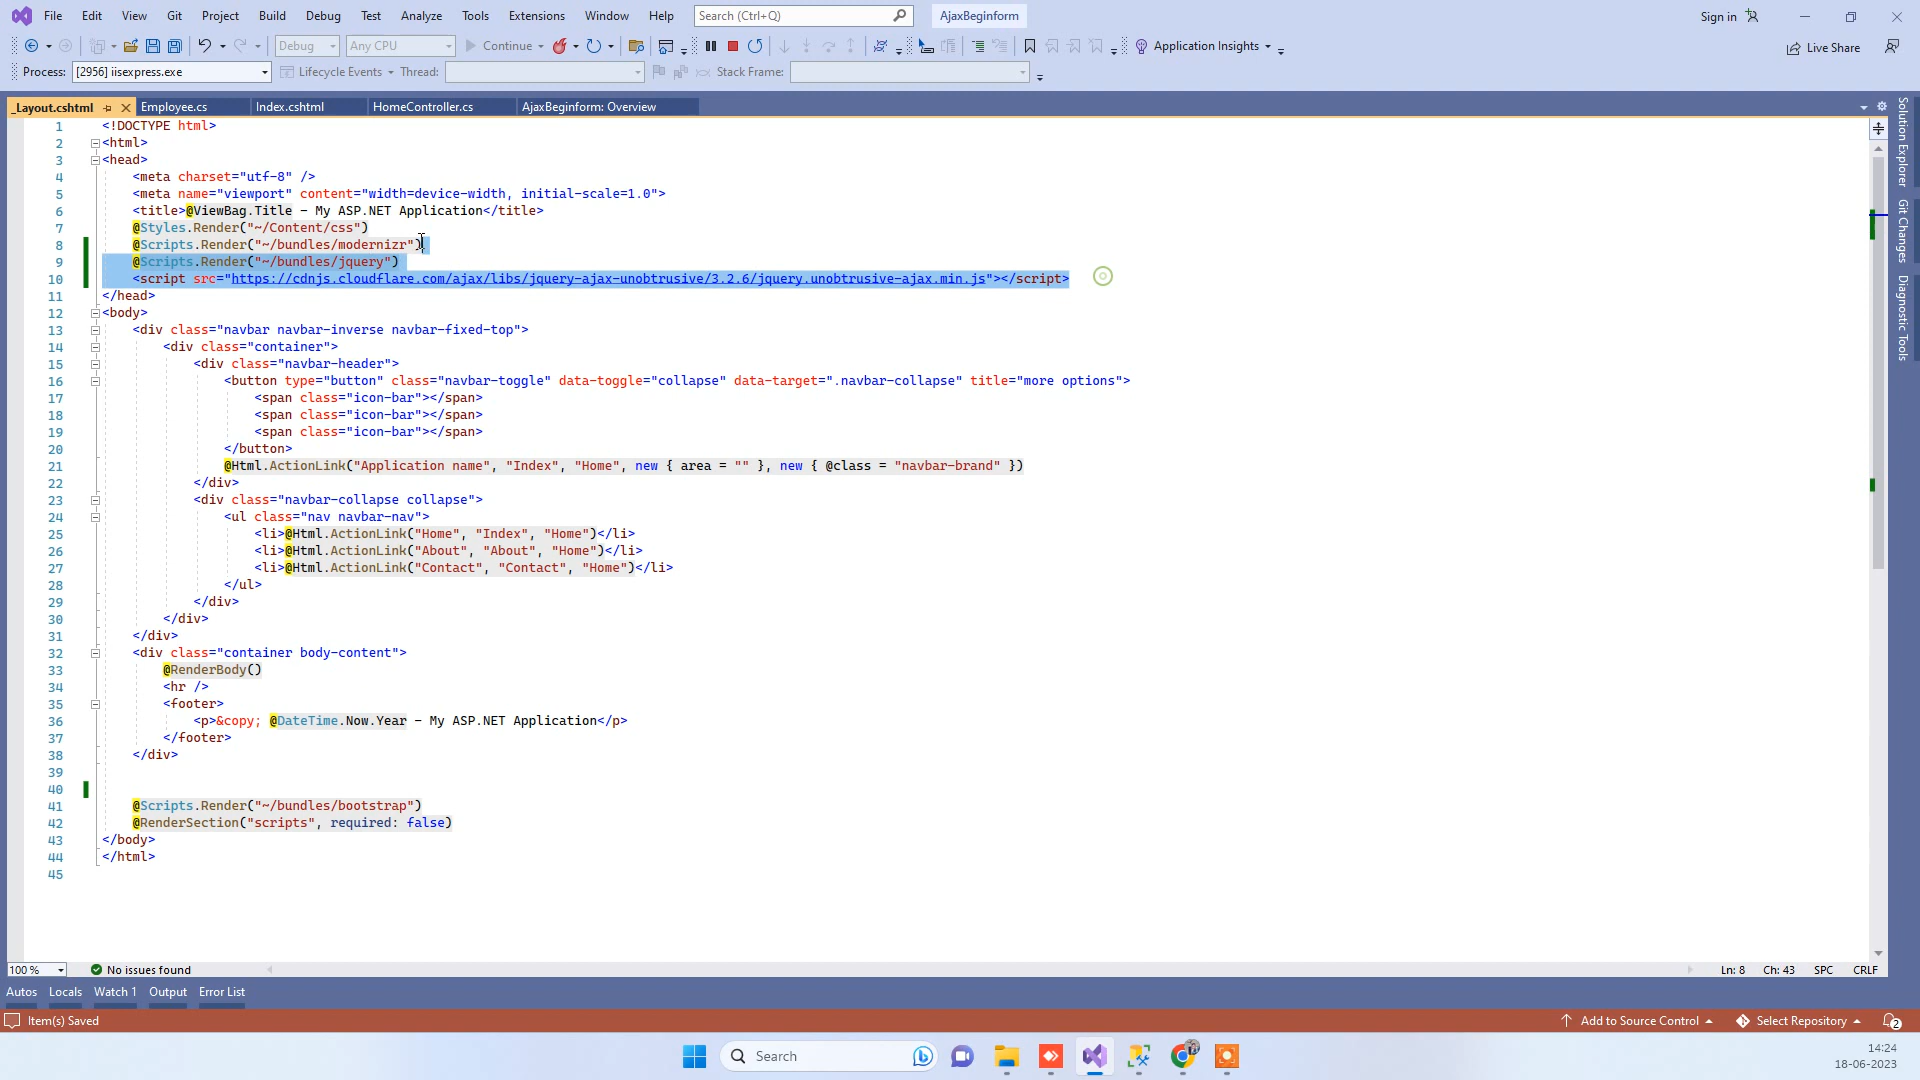 File Edit View Git Project Build Debug Test Analyze Tools Extensions Window Help Search (Ctrl+Q) AjaxBeginform Sign in
Debug Any CPU Continue Application Insights Live Share
Process: [2956] iisexpress.exe Lifecycle Events Thread: Stack Frame:
_Layout.cshtml Employee.cs Index.cshtml HomeController.cs AjaxBeginform: Overview
1 <!DOCTYPE html>
2 <html>
3 <head>
4 <meta charset="utf-8" />
5 <meta name="viewport" content="width=device-width, initial-scale=1.0">
6 <title>@ViewBag.Title - My ASP.NET Application</title>
7 @Styles.Render("~/Content/css")
8 @Scripts.Render("~/bundles/modernizr")
9 @Scripts.Render("~/bundles/jquery")
10 <script src="https://cdnjs.cloudflare.com/ajax/libs/jquery-ajax-unobtrusive/3.2.6/jquery.unobtrusive-ajax.min.js"></script>
11 </head>
12 <body>
13 <div class="navbar navbar-inverse navbar-fixed-top">
14 <div class="container">
15 <div class="navbar-header">
16 <button type="button" class="navbar-toggle" data-toggle="collapse" data-target=".navbar-collapse" title="more options">
17 <span class="icon-bar"></span>
18 <span class="icon-bar"></span>
19 <span class="icon-bar"></span>
20 </button>
21 @Html.ActionLink("Application name", "Index", "Home", new { area = "" }, new { @class = "navbar-brand" })
22 </div>
23 <div class="navbar-collapse collapse">
24 <ul class="nav navbar-nav">
25 <li>@Html.ActionLink("Home", "Index", "Home")</li>
26 <li>@Html.ActionLink("About", "About", "Home")</li>
27 <li>@Html.ActionLink("Contact", "Contact", "Home")</li>
28 </ul>
29 </div>
30 </div>
31 </div>
32 <div class="container body-content">
33 @RenderBody()
34 <hr />
35 <footer>
36 <p>&copy; @DateTime.Now.Year - My ASP.NET Application</p>
37 </footer>
38 </div>
39
40
41 @Scripts.Render("~/bundles/bootstrap")
42 @RenderSection("scripts", required: false)
43 </body>
44 </html>
45
Solution Explorer
Git Changes
Diagnostic Tools
100 % No issues found Ln: 8 Ch: 43 SPC CRLF
Autos Locals Watch 1 Output Error List
Item(s) Saved Add to Source Control Select Repository 2
Search 14:24
18-06-2023